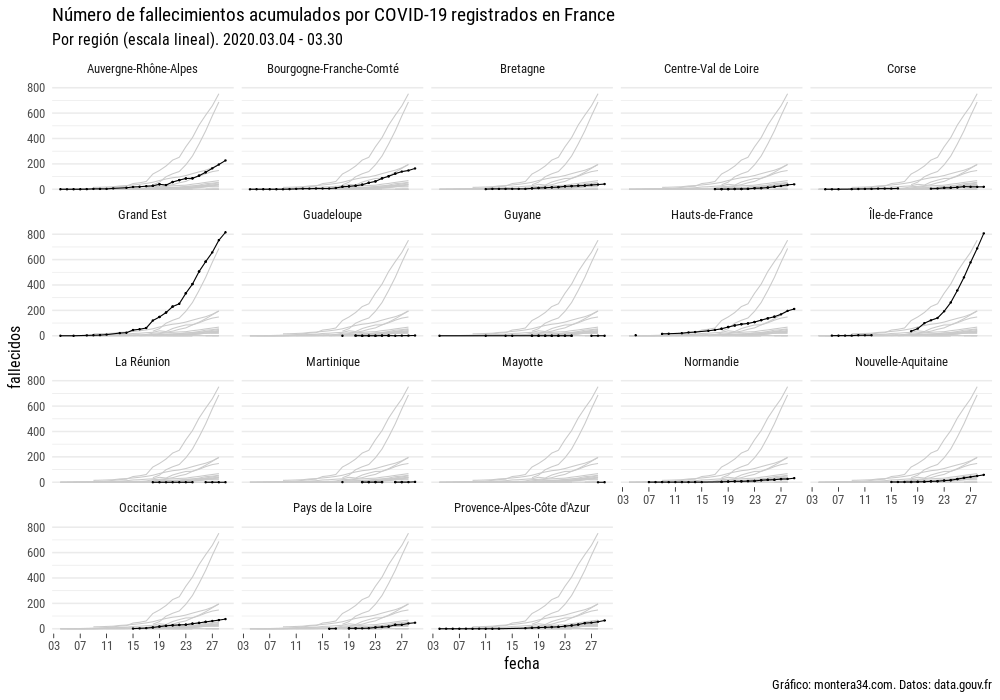 Número de fallecimientos acumulados por COVID-19 registrados en France
Por región (escala lineal). 2020.03.04 - 03.30
Auvergne-Rhône-Alpes Bourgogne-Franche-Comté Bretagne Centre-Val de Loire Corse
800
600
400
200
0
Grand Est Guadeloupe Guyane Hauts-de-France Île-de-France
800
600
400
200
0
fallecidos
La Réunion Martinique Mayotte Normandie Nouvelle-Aquitaine
800
600
400
200
0
03 07 11 15 19 23 27 03 07 11 15 19 23 27
Occitanie Pays de la Loire Provence-Alpes-Côte d'Azur
800
600
400
200
0
03 07 11 15 19 23 27 03 07 11 15 19 23 27 03 07 11 15 19 23 27
fecha
Gráfico: montera34.com. Datos: data.gouv.fr